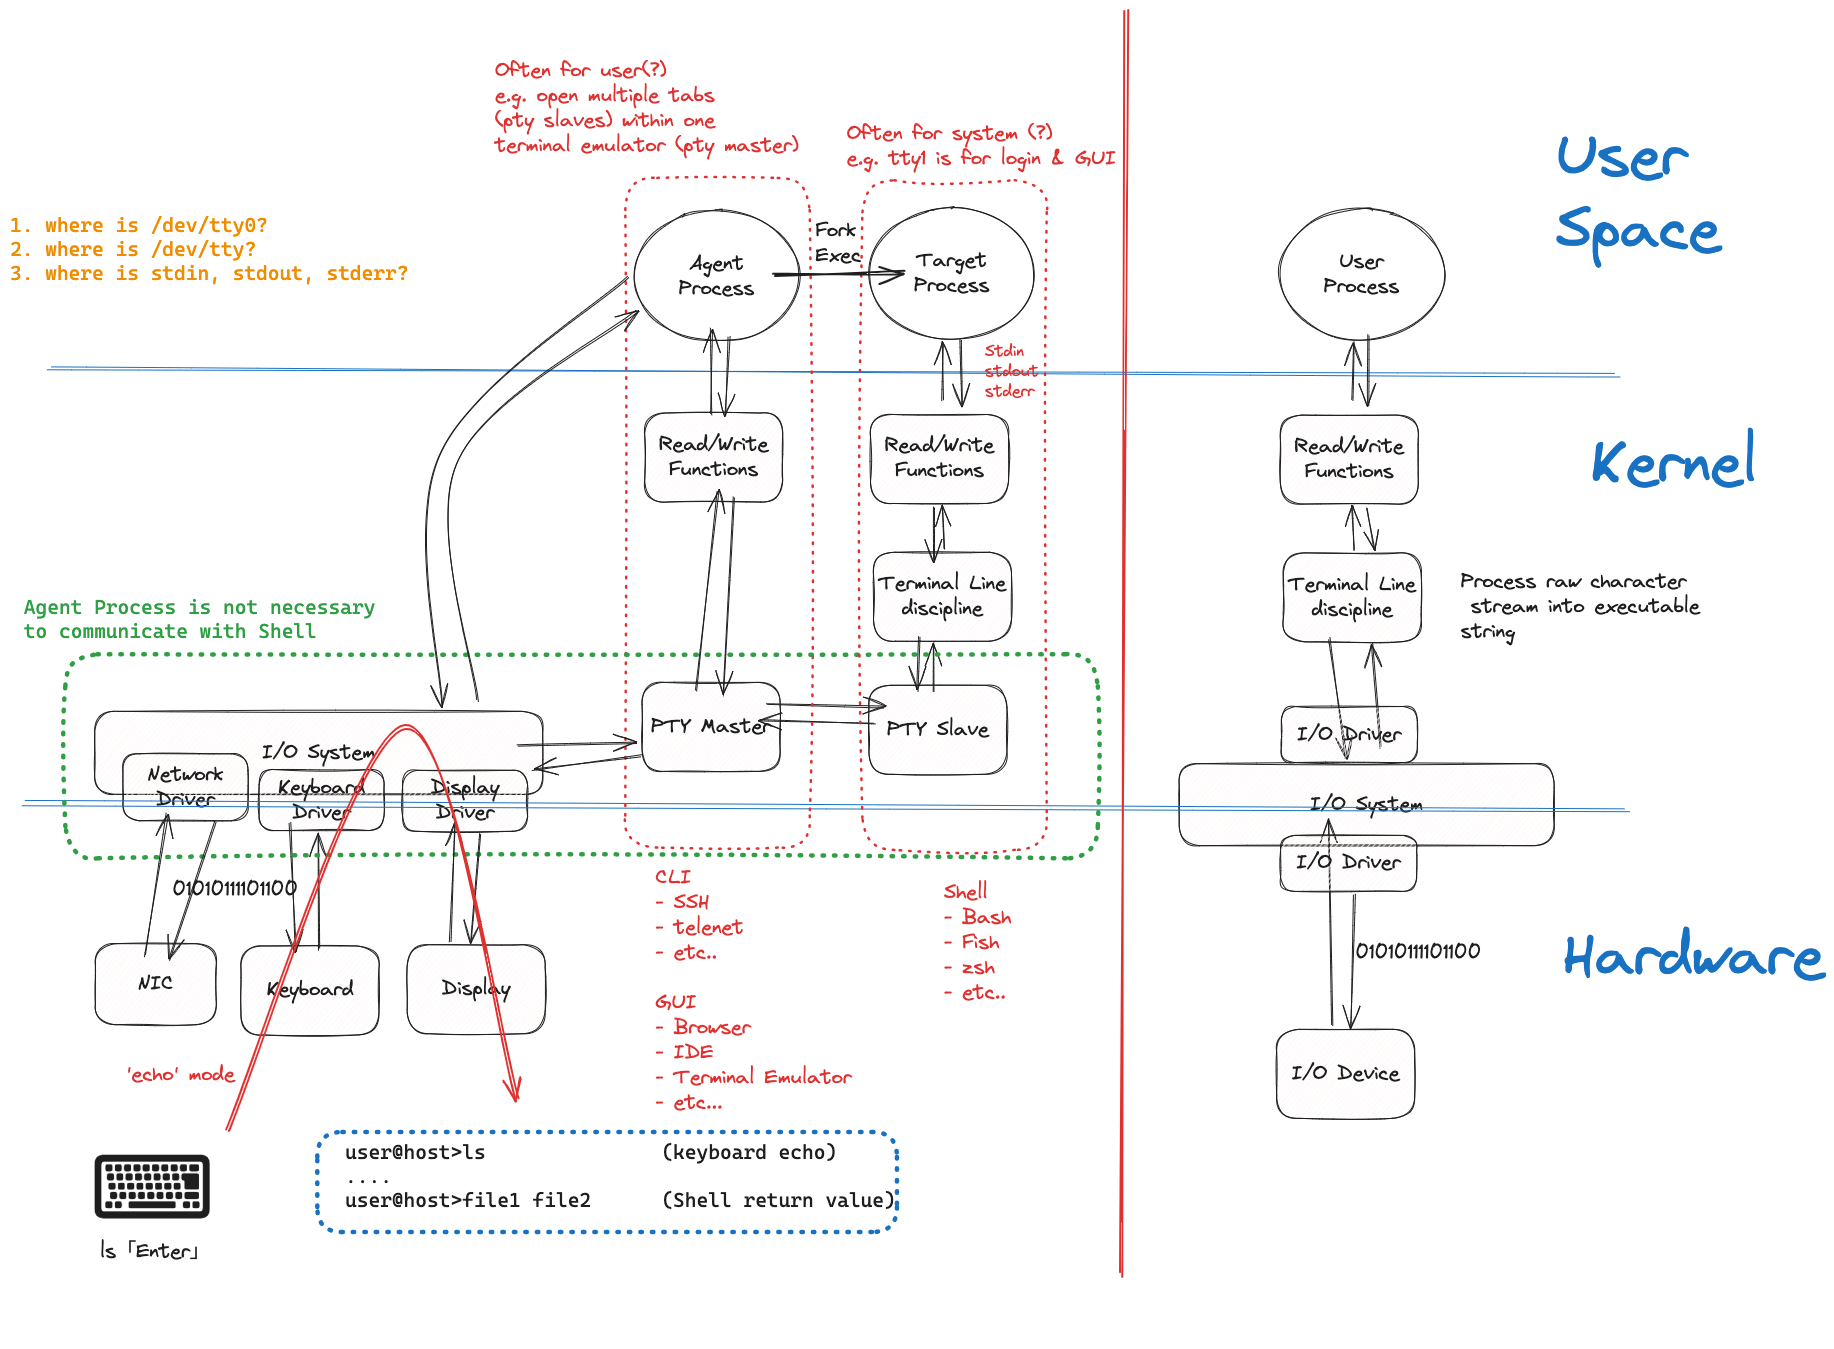 Often for user(?)
e.g. open multiple tabs
(pty slaves) within one
terminal emulator (pty master)
Often for system (?)
e.g. tty1 is for login & GUI
User
Space
1. where is /dev/tty0?
2. where is /dev/tty?
3. where is stdin, stdout, stderr?
Agent
Process
Fork
Exec
Target
Process
User
Process
Stdin
stdout
stderr
Read/Write
Functions
Read/Write
Functions
Read/Write
Functions
Kernel
Terminal Line
discipline
Terminal Line
discipline
Process raw character
stream into executable
string
Agent Process is not necessary
to communicate with Shell
I/O System
Network
Driver
Keyboard
Driver
Display
Driver
PTY Master
PTY Slave
I/O Driver
I/O System
I/O Driver
01010111101100
NIC
Keyboard
Display
CLI
- SSH
- telenet
- etc..
GUI
- Browser
- IDE
- Terminal Emulator
- etc...
Shell
- Bash
- Fish
- zsh
- etc..
01010111101100
Hardware
I/O Device
'echo' mode
user@host>ls (keyboard echo)
....
user@host>file1 file2 (Shell return value)
ls「Enter」